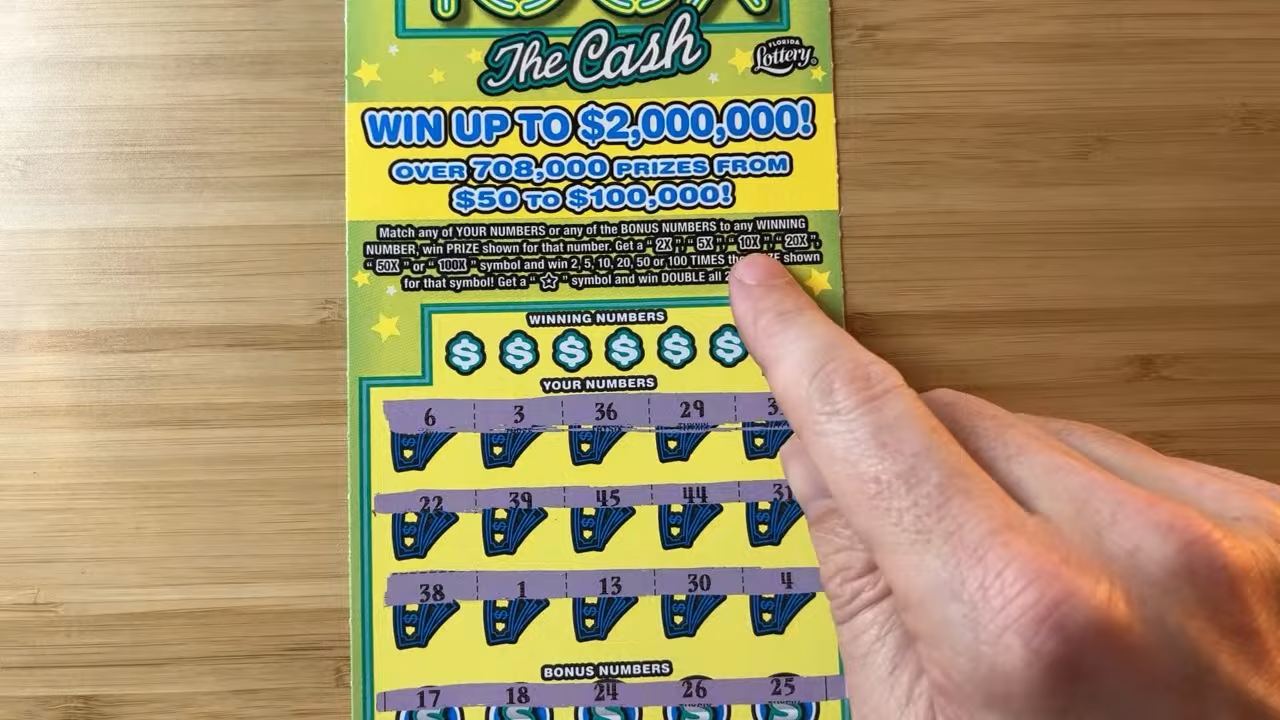 100X
The Cash
FLORIDA
Lottery
WIN UP TO $2,000,000!
OVER 708,000 PRIZES FROM
$50 TO $100,000!
Match any of YOUR NUMBERS or any of the BONUS NUMBERS to any WINNING
NUMBER, win PRIZE shown for that number. Get a "2X", "5X", "10X", "20X",
"50X" or "100X" symbol and win 2, 5, 10, 20, 50 or 100 TIMES the PRIZE shown
for that symbol! Get a "☆" symbol and win DOUBLE all
WINNING NUMBERS
$ $ $ $ $ $
YOUR NUMBERS
6 3 36 29
22 39 45 44 31
38 1 13 30 4
BONUS NUMBERS
17 18 24 26 25